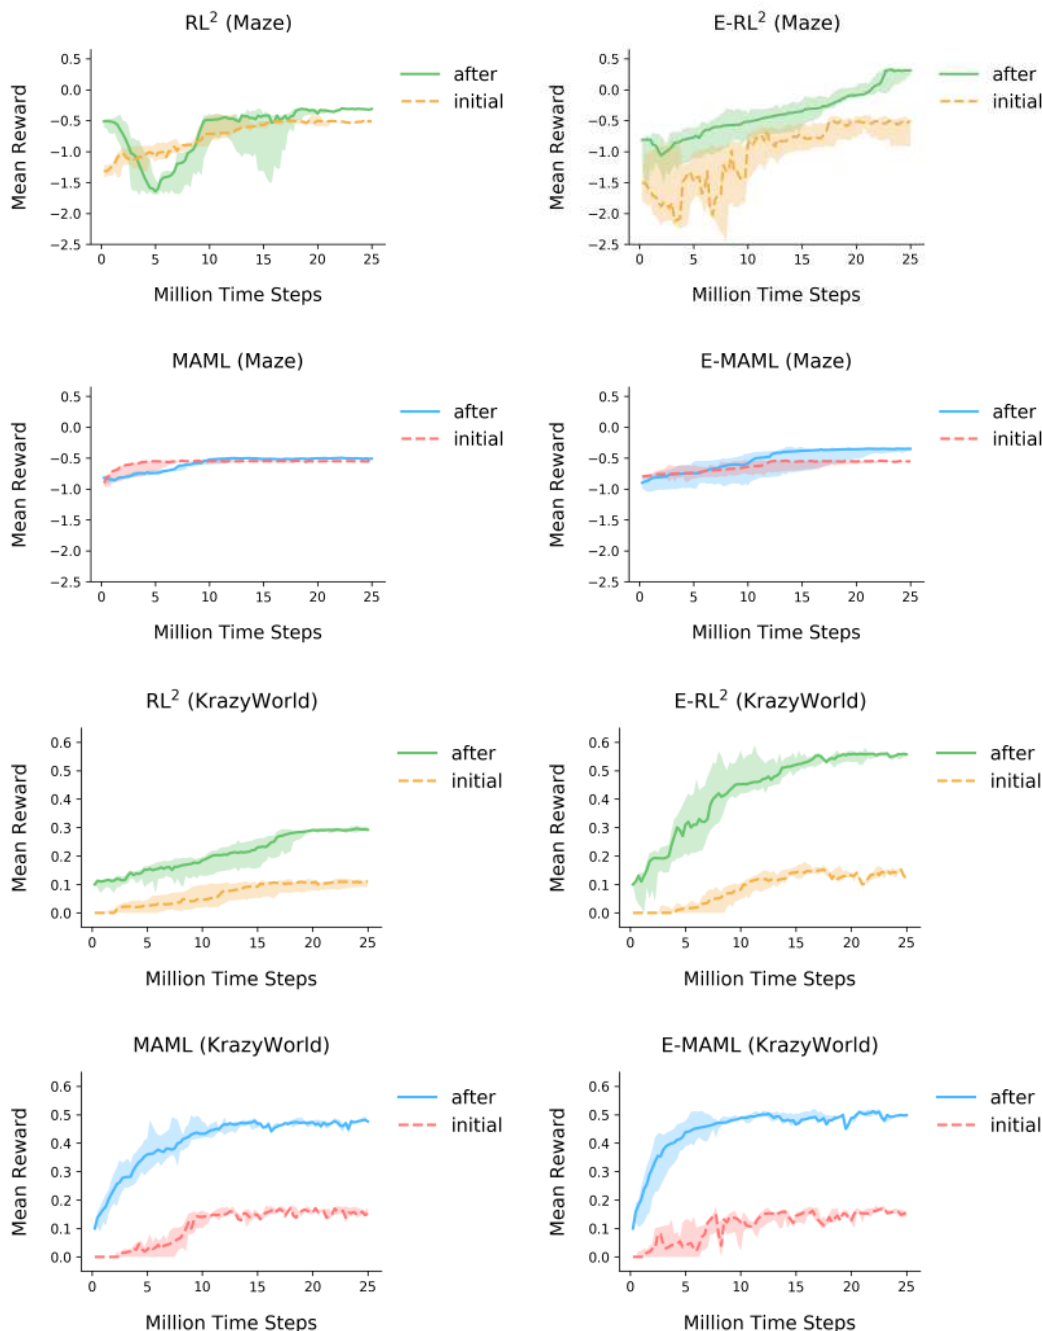 RL² (Maze)
0.5
0.0
−0.5
−1.0
−1.5
−2.0
−2.5
0 5 10 15 20 25
Mean Reward
Million Time Steps
after
initial
E-RL² (Maze)
0.5
0.0
−0.5
−1.0
−1.5
−2.0
−2.5
0 5 10 15 20 25
Mean Reward
Million Time Steps
after
initial
MAML (Maze)
0.5
0.0
−0.5
−1.0
−1.5
−2.0
−2.5
0 5 10 15 20 25
Mean Reward
Million Time Steps
after
initial
E-MAML (Maze)
0.5
0.0
−0.5
−1.0
−1.5
−2.0
−2.5
0 5 10 15 20 25
Mean Reward
Million Time Steps
after
initial
RL² (KrazyWorld)
0.6
0.5
0.4
0.3
0.2
0.1
0.0
0 5 10 15 20 25
Mean Reward
Million Time Steps
after
initial
E-RL² (KrazyWorld)
0.6
0.5
0.4
0.3
0.2
0.1
0.0
0 5 10 15 20 25
Mean Reward
Million Time Steps
after
initial
MAML (KrazyWorld)
0.6
0.5
0.4
0.3
0.2
0.1
0.0
0 5 10 15 20 25
Mean Reward
Million Time Steps
after
initial
E-MAML (KrazyWorld)
0.6
0.5
0.4
0.3
0.2
0.1
0.0
0 5 10 15 20 25
Mean Reward
Million Time Steps
after
initial